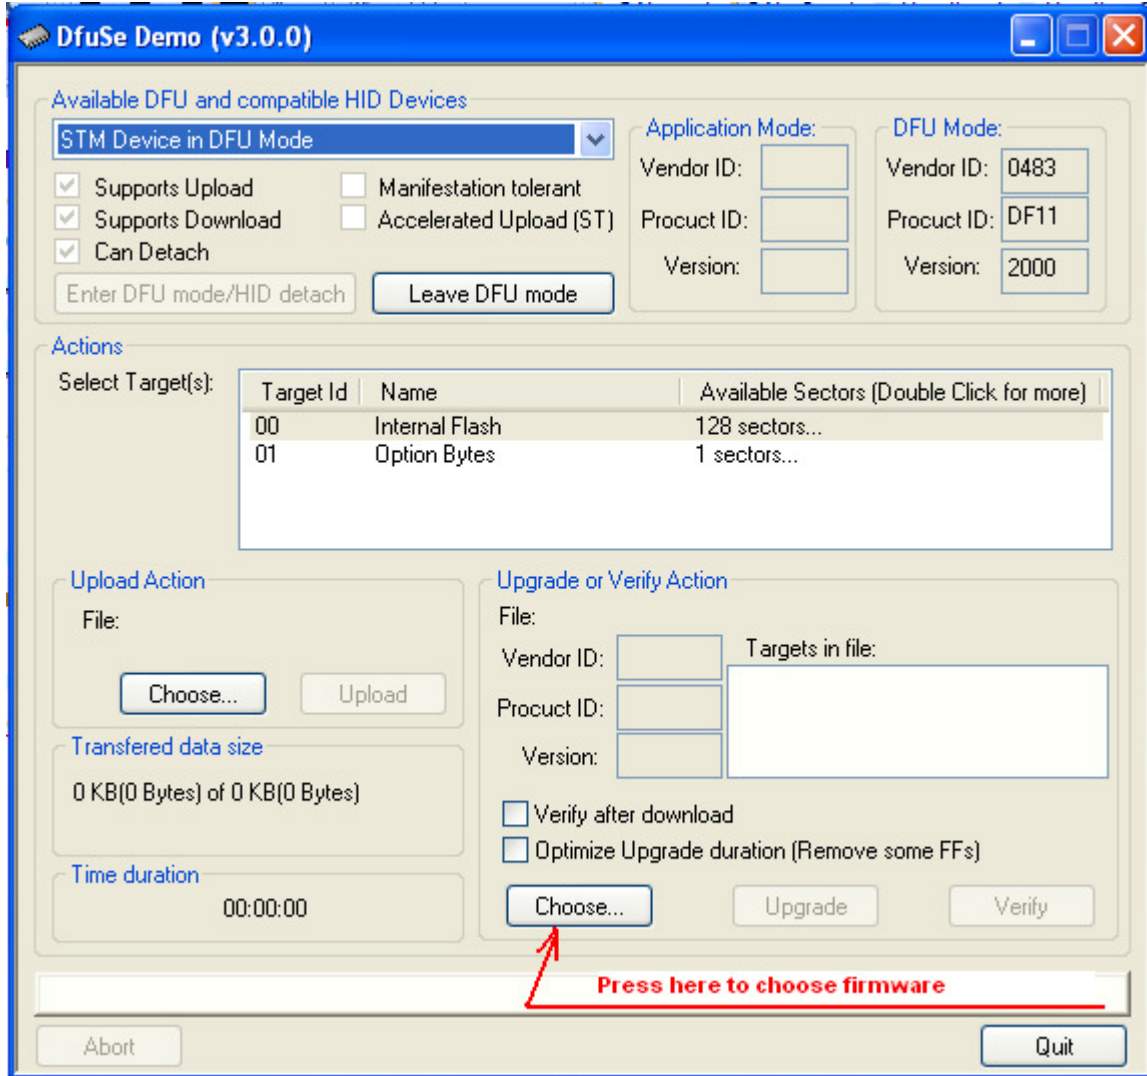 DfuSe Demo (v3.0.0)
Available DFU and compatible HID Devices
STM Device in DFU Mode
Supports Upload
Manifestation tolerant
Supports Download
Accelerated Upload (ST)
Can Detach
Enter DFU mode/HID detach
Leave DFU mode
Application Mode:
Vendor ID:
Procuct ID:
Version:
DFU Mode:
Vendor ID: 0483
Procuct ID: DF11
Version: 2000
Actions
Select Target(s):
Target Id Name Available Sectors (Double Click for more)
00 Internal Flash 128 sectors...
01 Option Bytes 1 sectors...
Upload Action
File:
Choose... Upload
Transfered data size
0 KB(0 Bytes) of 0 KB(0 Bytes)
Time duration
00:00:00
Upgrade or Verify Action
File:
Vendor ID:
Procuct ID:
Version:
Targets in file:
Verify after download
Optimize Upgrade duration (Remove some FFs)
Choose... Upgrade Verify
Press here to choose firmware
Abort Quit